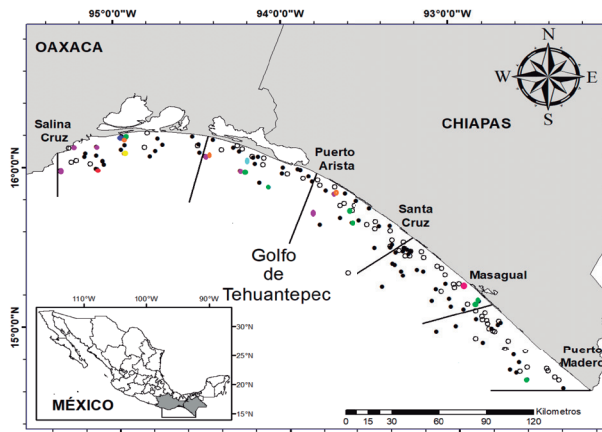 95°0'0"W 94°0'0"W 93°0'0"W
OAXACA
N
W E
S
CHIAPAS
Salina
Cruz
16°0'0"N
Puerto
Arista
Santa
Cruz
Golfo
de
Tehuantepec
Masagual
15°0'0"N
Puerto
Madero
110°W 100°W 90°W
30°N
25°N
20°N
15°N
MÉXICO
Kilometros
0 15 30 60 90 120